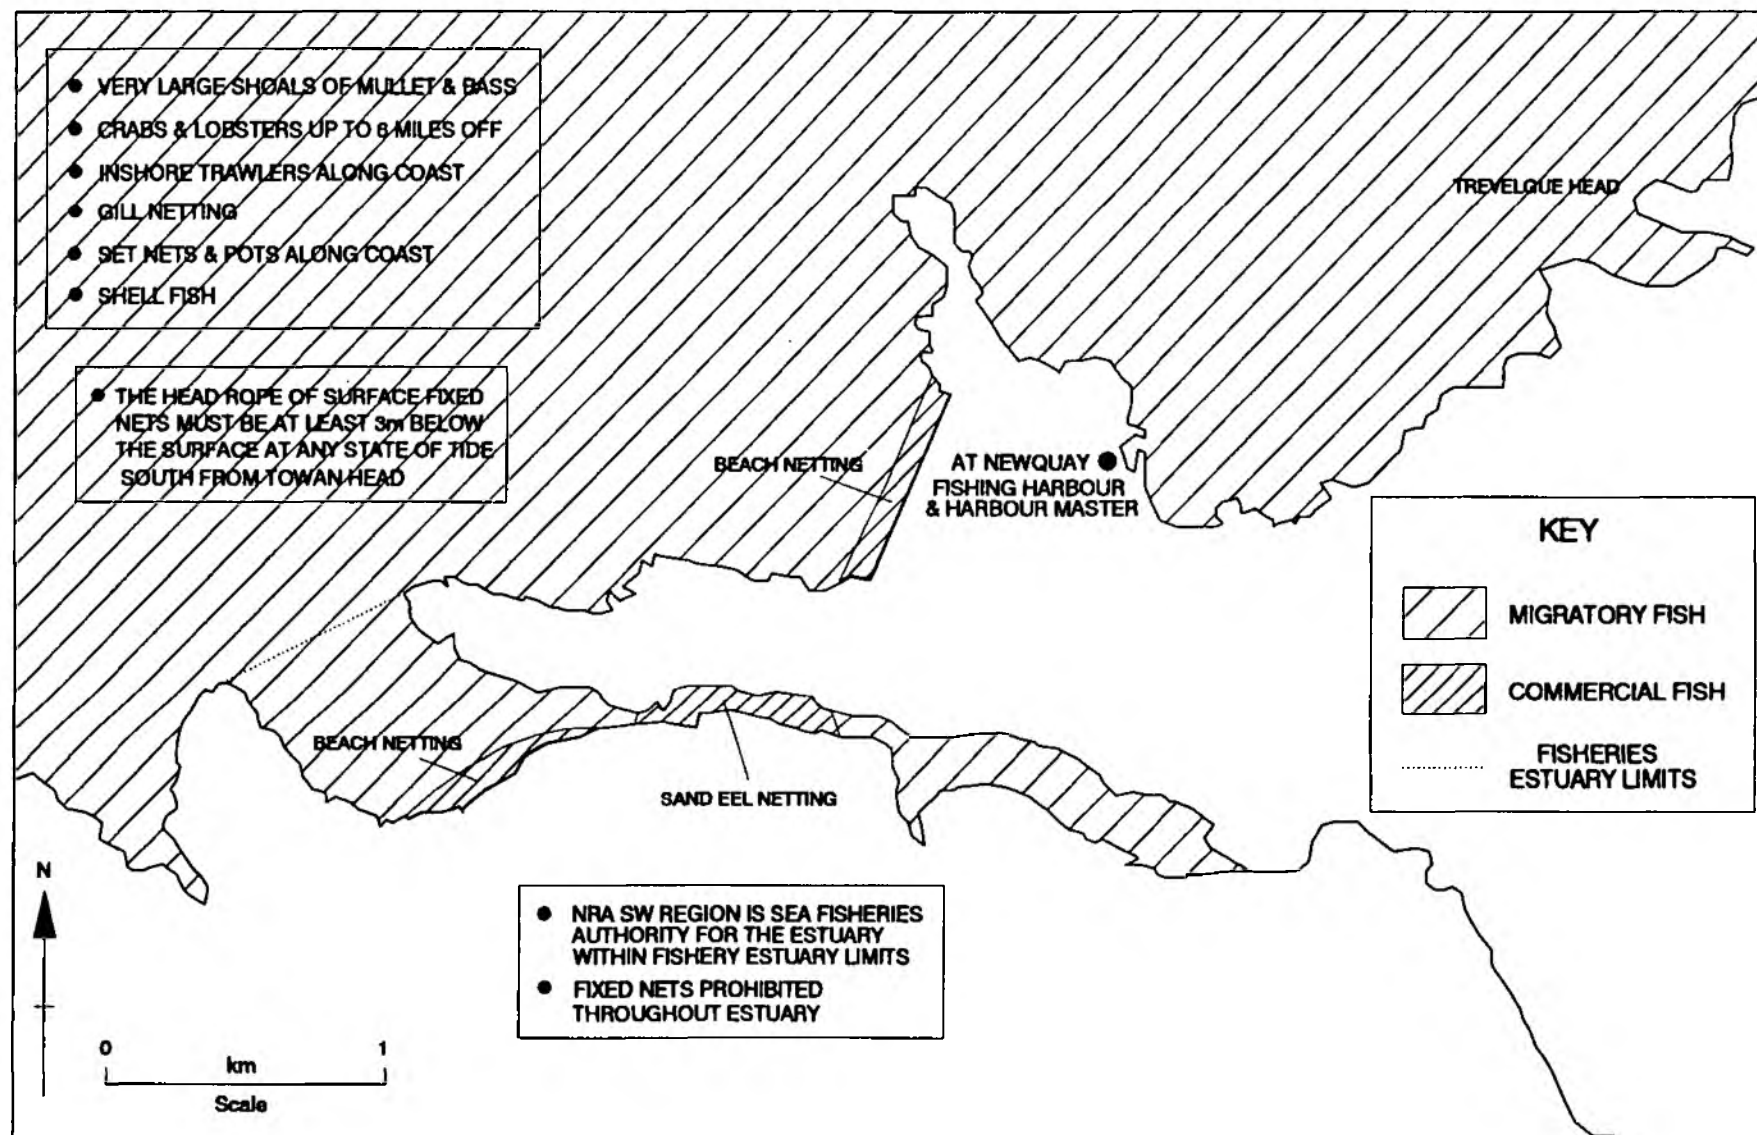 ● VERY LARGE SHOALS OF MULLET & BASS
● CRABS & LOBSTERS UP TO 6 MILES OFF
● INSHORE TRAWLERS ALONG COAST
● GILL NETTING
● SET NETS & POTS ALONG COAST
● SHELL FISH
● THE HEAD ROPE OF SURFACE FIXED
NETS MUST BE AT LEAST 3m BELOW
THE SURFACE AT ANY STATE OF TIDE
SOUTH FROM TOWAN HEAD
TREVELGUE HEAD
BEACH NETTING
AT NEWQUAY ●
FISHING HARBOUR
& HARBOUR MASTER
KEY
MIGRATORY FISH
COMMERCIAL FISH
FISHERIES
ESTUARY LIMITS
BEACH NETTING
SAND EEL NETTING
● NRA SW REGION IS SEA FISHERIES
AUTHORITY FOR THE ESTUARY
WITHIN FISHERY ESTUARY LIMITS
● FIXED NETS PROHIBITED
THROUGHOUT ESTUARY
N
0 1
km
Scale